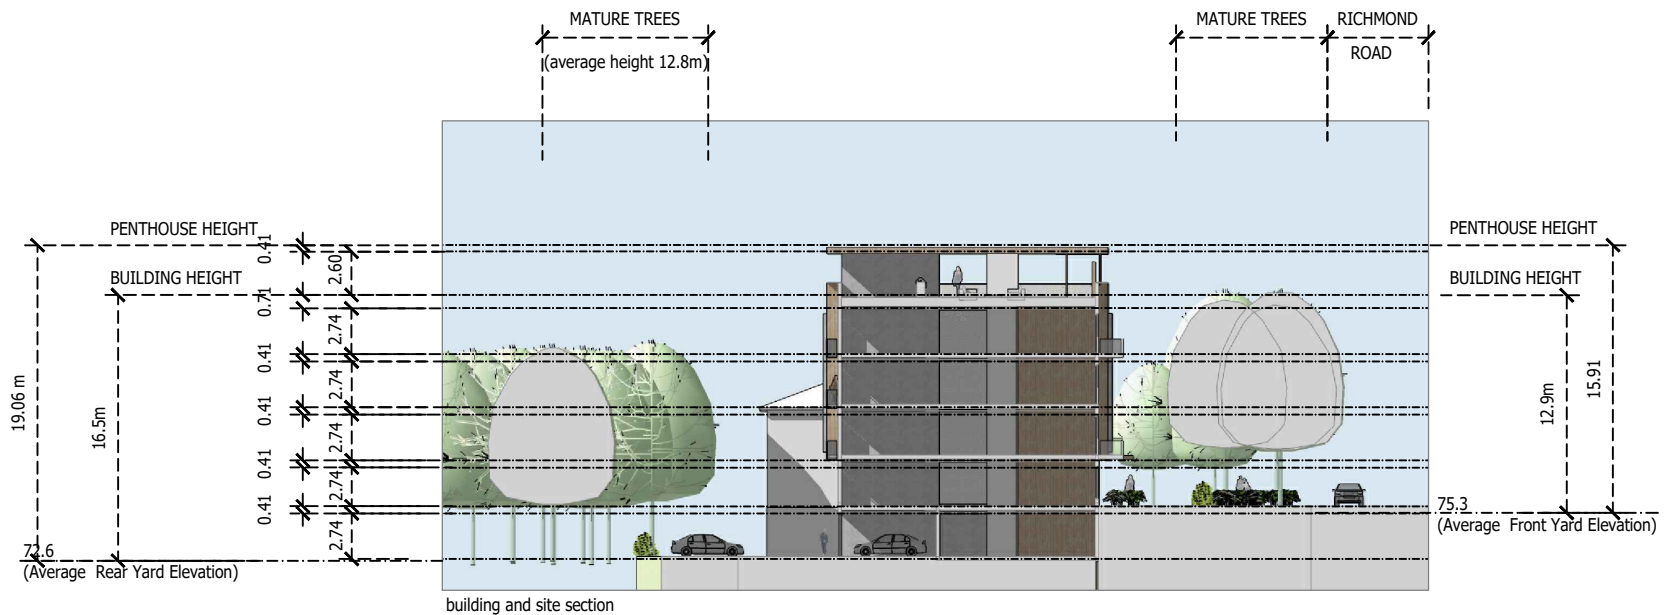 MATURE TREES
(average height 12.8m)
MATURE TREES
RICHMOND
ROAD
PENTHOUSE HEIGHT
BUILDING HEIGHT
PENTHOUSE HEIGHT
BUILDING HEIGHT
0.41
2.60
0.71
2.74
0.41
2.74
0.41
2.74
0.41
2.74
0.41
2.74
19.06 m
16.5m
12.9m
15.91
72.6
(Average Rear Yard Elevation)
75.3
(Average Front Yard Elevation)
building and site section